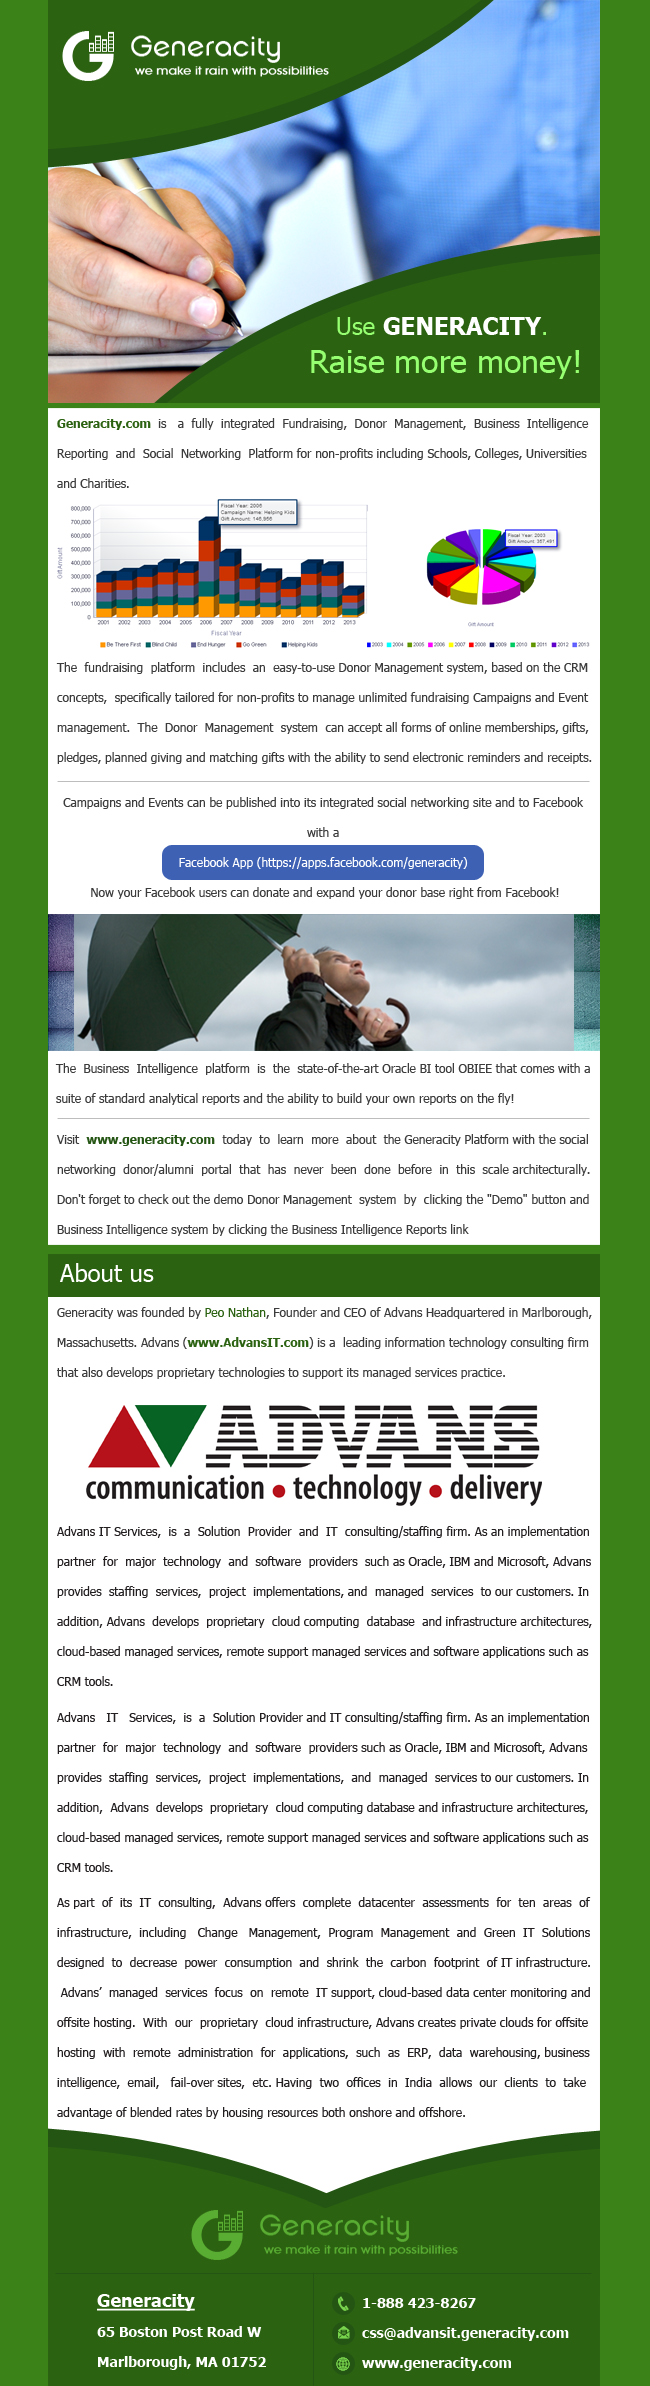 Generacity
we make it rain with possibilities
Use GENERACITY.
Raise more money!
Generacity.com is a fully integrated Fundraising, Donor Management, Business Intelligence
Reporting and Social Networking Platform for non-profits including Schools, Colleges, Universities
and Charities.
Fiscal Year: 2006
Campaign Name: Helping Kids
Gift Amount: 146,956
800,000
700,000
600,000
500,000
400,000
300,000
200,000
100,000
0
Gift Amount
2001 2002 2003 2004 2005 2006 2007 2008 2009 2010 2011 2012 2013
Fiscal Year
Be There First Blind Child End Hunger Go Green Helping Kids
Fiscal Year: 2003
Gift Amount: 357,491
Gift Amount
2003 2004 2005 2006 2007 2008 2009 2010 2011 2012 2013
The fundraising platform includes an easy-to-use Donor Management system, based on the CRM
concepts, specifically tailored for non-profits to manage unlimited fundraising Campaigns and Event
management. The Donor Management system can accept all forms of online memberships, gifts,
pledges, planned giving and matching gifts with the ability to send electronic reminders and receipts.
Campaigns and Events can be published into its integrated social networking site and to Facebook
with a
Facebook App (https://apps.facebook.com/generacity)
Now your Facebook users can donate and expand your donor base right from Facebook!
The Business Intelligence platform is the state-of-the-art Oracle BI tool OBIEE that comes with a
suite of standard analytical reports and the ability to build your own reports on the fly!
Visit www.generacity.com today to learn more about the Generacity Platform with the social
networking donor/alumni portal that has never been done before in this scale architecturally.
Don't forget to check out the demo Donor Management system by clicking the "Demo" button and
Business Intelligence system by clicking the Business Intelligence Reports link
About us
Generacity was founded by Peo Nathan, Founder and CEO of Advans Headquartered in Marlborough,
Massachusetts. Advans (www.AdvansIT.com) is a leading information technology consulting firm
that also develops proprietary technologies to support its managed services practice.
ADVANS
communication • technology • delivery
Advans IT Services, is a Solution Provider and IT consulting/staffing firm. As an implementation
partner for major technology and software providers such as Oracle, IBM and Microsoft, Advans
provides staffing services, project implementations, and managed services to our customers. In
addition, Advans develops proprietary cloud computing database and infrastructure architectures,
cloud-based managed services, remote support managed services and software applications such as
CRM tools.
Advans IT Services, is a Solution Provider and IT consulting/staffing firm. As an implementation
partner for major technology and software providers such as Oracle, IBM and Microsoft, Advans
provides staffing services, project implementations, and managed services to our customers. In
addition, Advans develops proprietary cloud computing database and infrastructure architectures,
cloud-based managed services, remote support managed services and software applications such as
CRM tools.
As part of its IT consulting, Advans offers complete datacenter assessments for ten areas of
infrastructure, including Change Management, Program Management and Green IT Solutions
designed to decrease power consumption and shrink the carbon footprint of IT infrastructure.
Advans’ managed services focus on remote IT support, cloud-based data center monitoring and
offsite hosting. With our proprietary cloud infrastructure, Advans creates private clouds for offsite
hosting with remote administration for applications, such as ERP, data warehousing, business
intelligence, email, fail-over sites, etc. Having two offices in India allows our clients to take
advantage of blended rates by housing resources both onshore and offshore.
Generacity
we make it rain with possibilities
Generacity
65 Boston Post Road W
Marlborough, MA 01752
1-888 423-8267
css@advansit.generacity.com
www.generacity.com